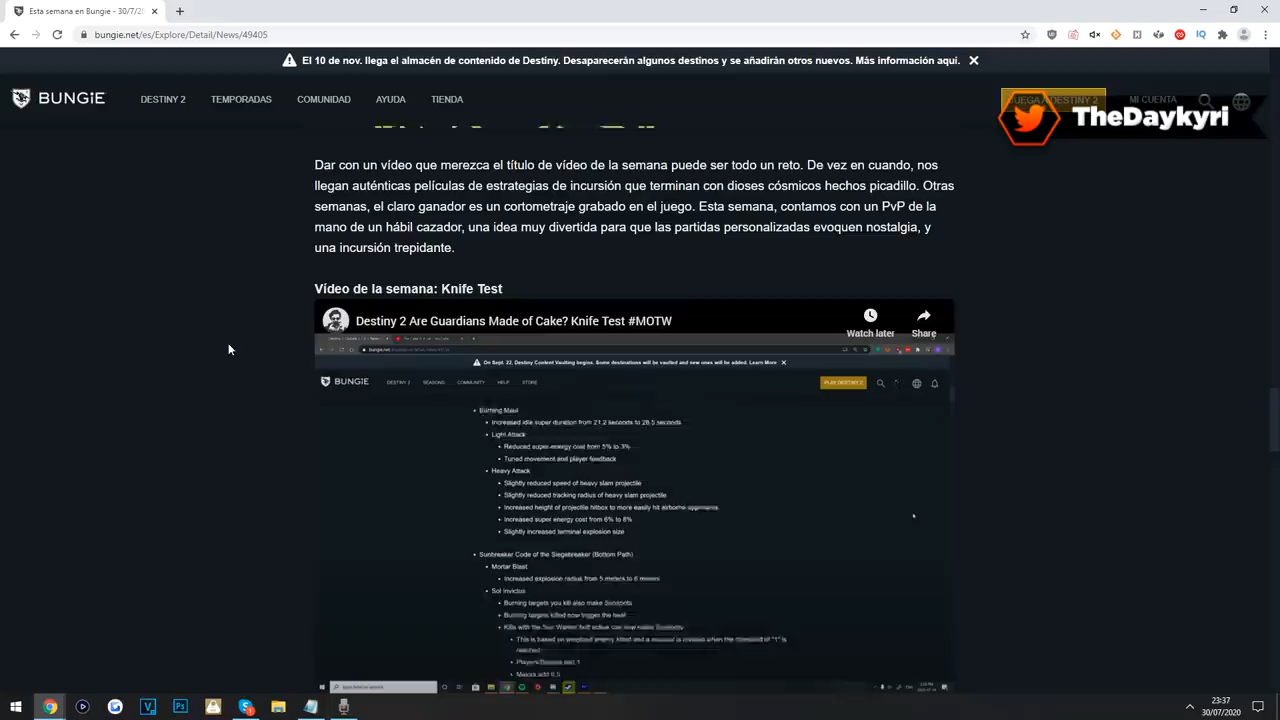 Esta semana en Bungie - 30/7/20
bungie.net/es/Explore/Detail/News/49405
El 10 de nov. llega el almacén de contenido de Destiny. Desaparecerán algunos destinos y se añadirán otros nuevos. Más información aquí.
BUNGiE
DESTINY 2
TEMPORADAS
COMUNIDAD
AYUDA
TIENDA
JUEGA A DESTINY 2
MI CUENTA
TheDaykyri
Dar con un vídeo que merezca el título de vídeo de la semana puede ser todo un reto. De vez en cuando, nos
llegan auténticas películas de estrategias de incursión que terminan con dioses cósmicos hechos picadillo. Otras
semanas, el claro ganador es un cortometraje grabado en el juego. Esta semana, contamos con un PvP de la
mano de un hábil cazador, una idea muy divertida para que las partidas personalizadas evoquen nostalgia, y
una incursión trepidante.
Vídeo de la semana: Knife Test
Destiny 2 Are Guardians Made of Cake? Knife Test #MOTW
Watch later
Share
On Sept. 22, Destiny Content Vaulting begins. Some destinations will be vaulted and new ones will be added. Learn More
BUNGiE
DESTINY 2
SEASONS
COMMUNITY
HELP
STORE
PLAY DESTINY 2
Burning Maul
Increased idle super duration from 21.2 seconds to 28.5 seconds
Light Attack
Reduced super energy cost from 5% to 3%
Tuned movement and player feedback
Heavy Attack
Slightly reduced speed of heavy slam projectile
Slightly reduced tracking radius of heavy slam projectile
Increased height of projectile hitbox to more easily hit airborne opponents
Increased super energy cost from 6% to 8%
Slightly increased terminal explosion size
Sunbreaker Code of the Siegebreaker (Bottom Path)
Mortar Blast
Increased explosion radius from 5 meters to 6 meters
Sol Invictus
Burning targets you kill also make Sunspots
Burning targets killed now trigger the heal
23:37
30/07/2020